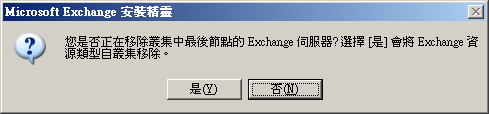 Microsoft Exchange 安裝精靈
您是否正在移除叢集中最後節點的 Exchange 伺服器? 選擇 [是] 會將 Exchange 資
源類型自叢集移除。
是(Y)
否(N)